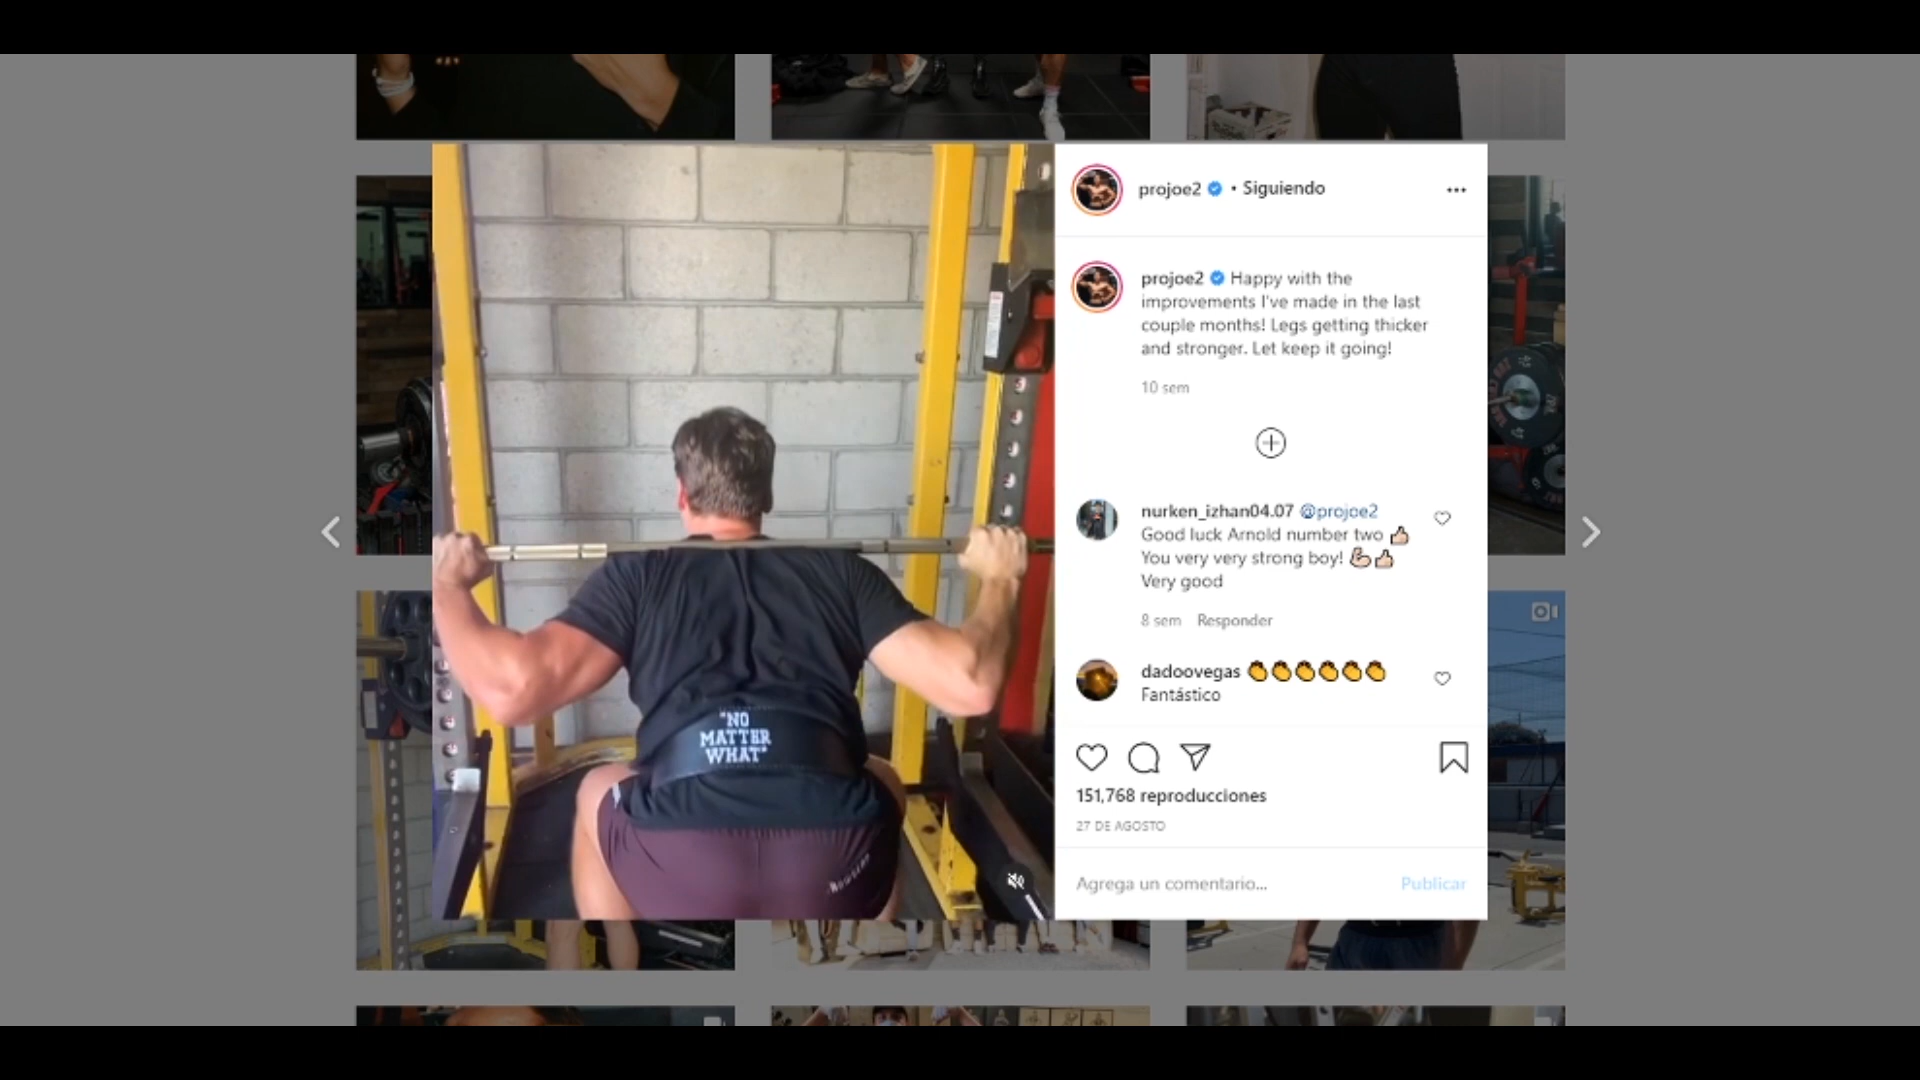 projoe2 • Siguiendo
projoe2 Happy with the
improvements I've made in the last
couple months! Legs getting thicker
and stronger. Let keep it going!
10 sem
nurken_izhan04.07 @projoe2
Good luck Arnold number two 👍🏻
You very very strong boy! 💪🏻👍🏻
Very good
8 sem Responder
dadoovegas 👏👏👏👏👏👏
Fantástico
151,768 reproducciones
27 DE AGOSTO
Agrega un comentario... Publicar
"NO
MATTER
WHAT"